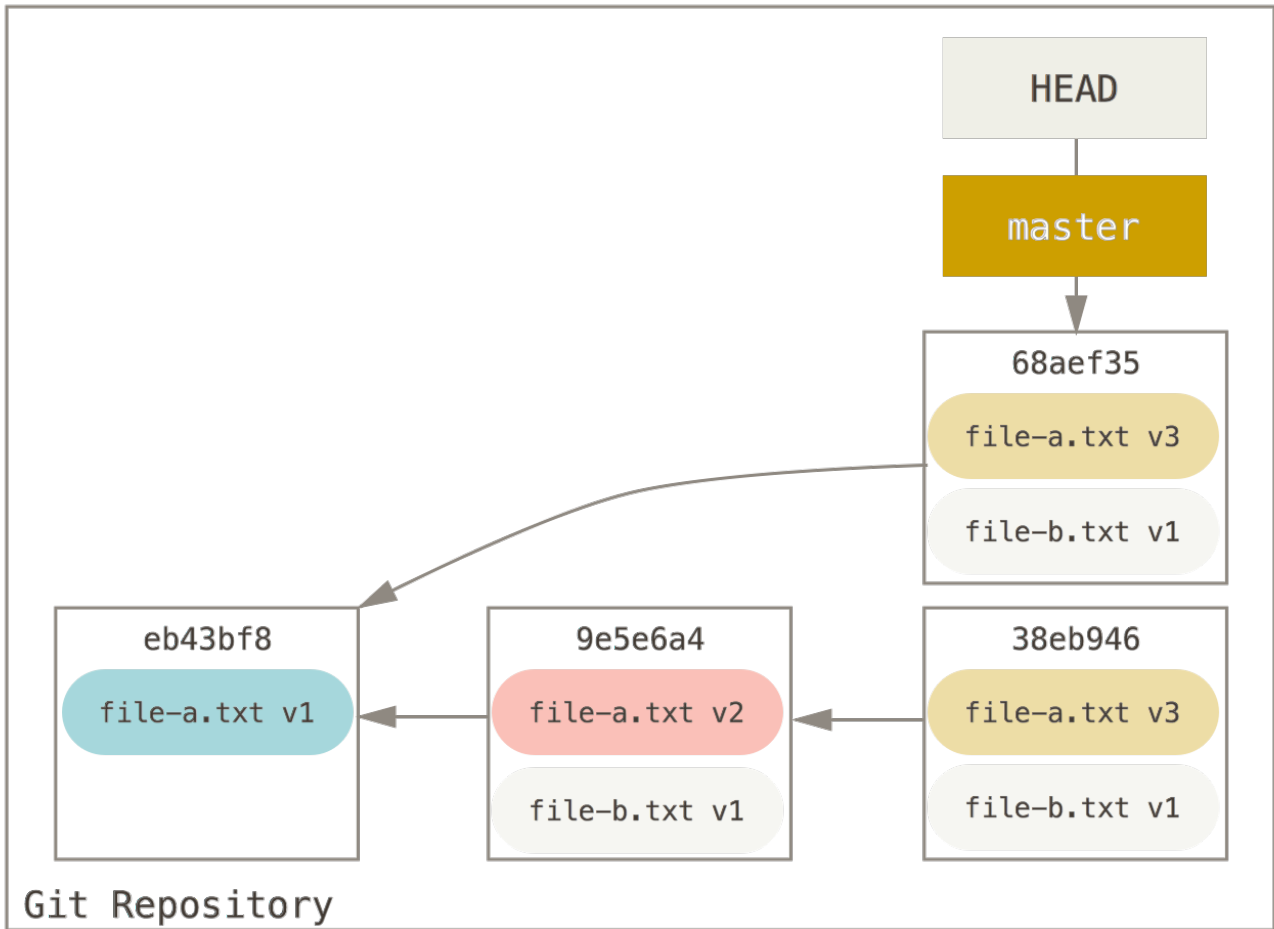 HEAD
master
68aef35
file-a.txt v3
file-b.txt v1
eb43bf8
file-a.txt v1
9e5e6a4
file-a.txt v2
file-b.txt v1
38eb946
file-a.txt v3
file-b.txt v1
Git Repository